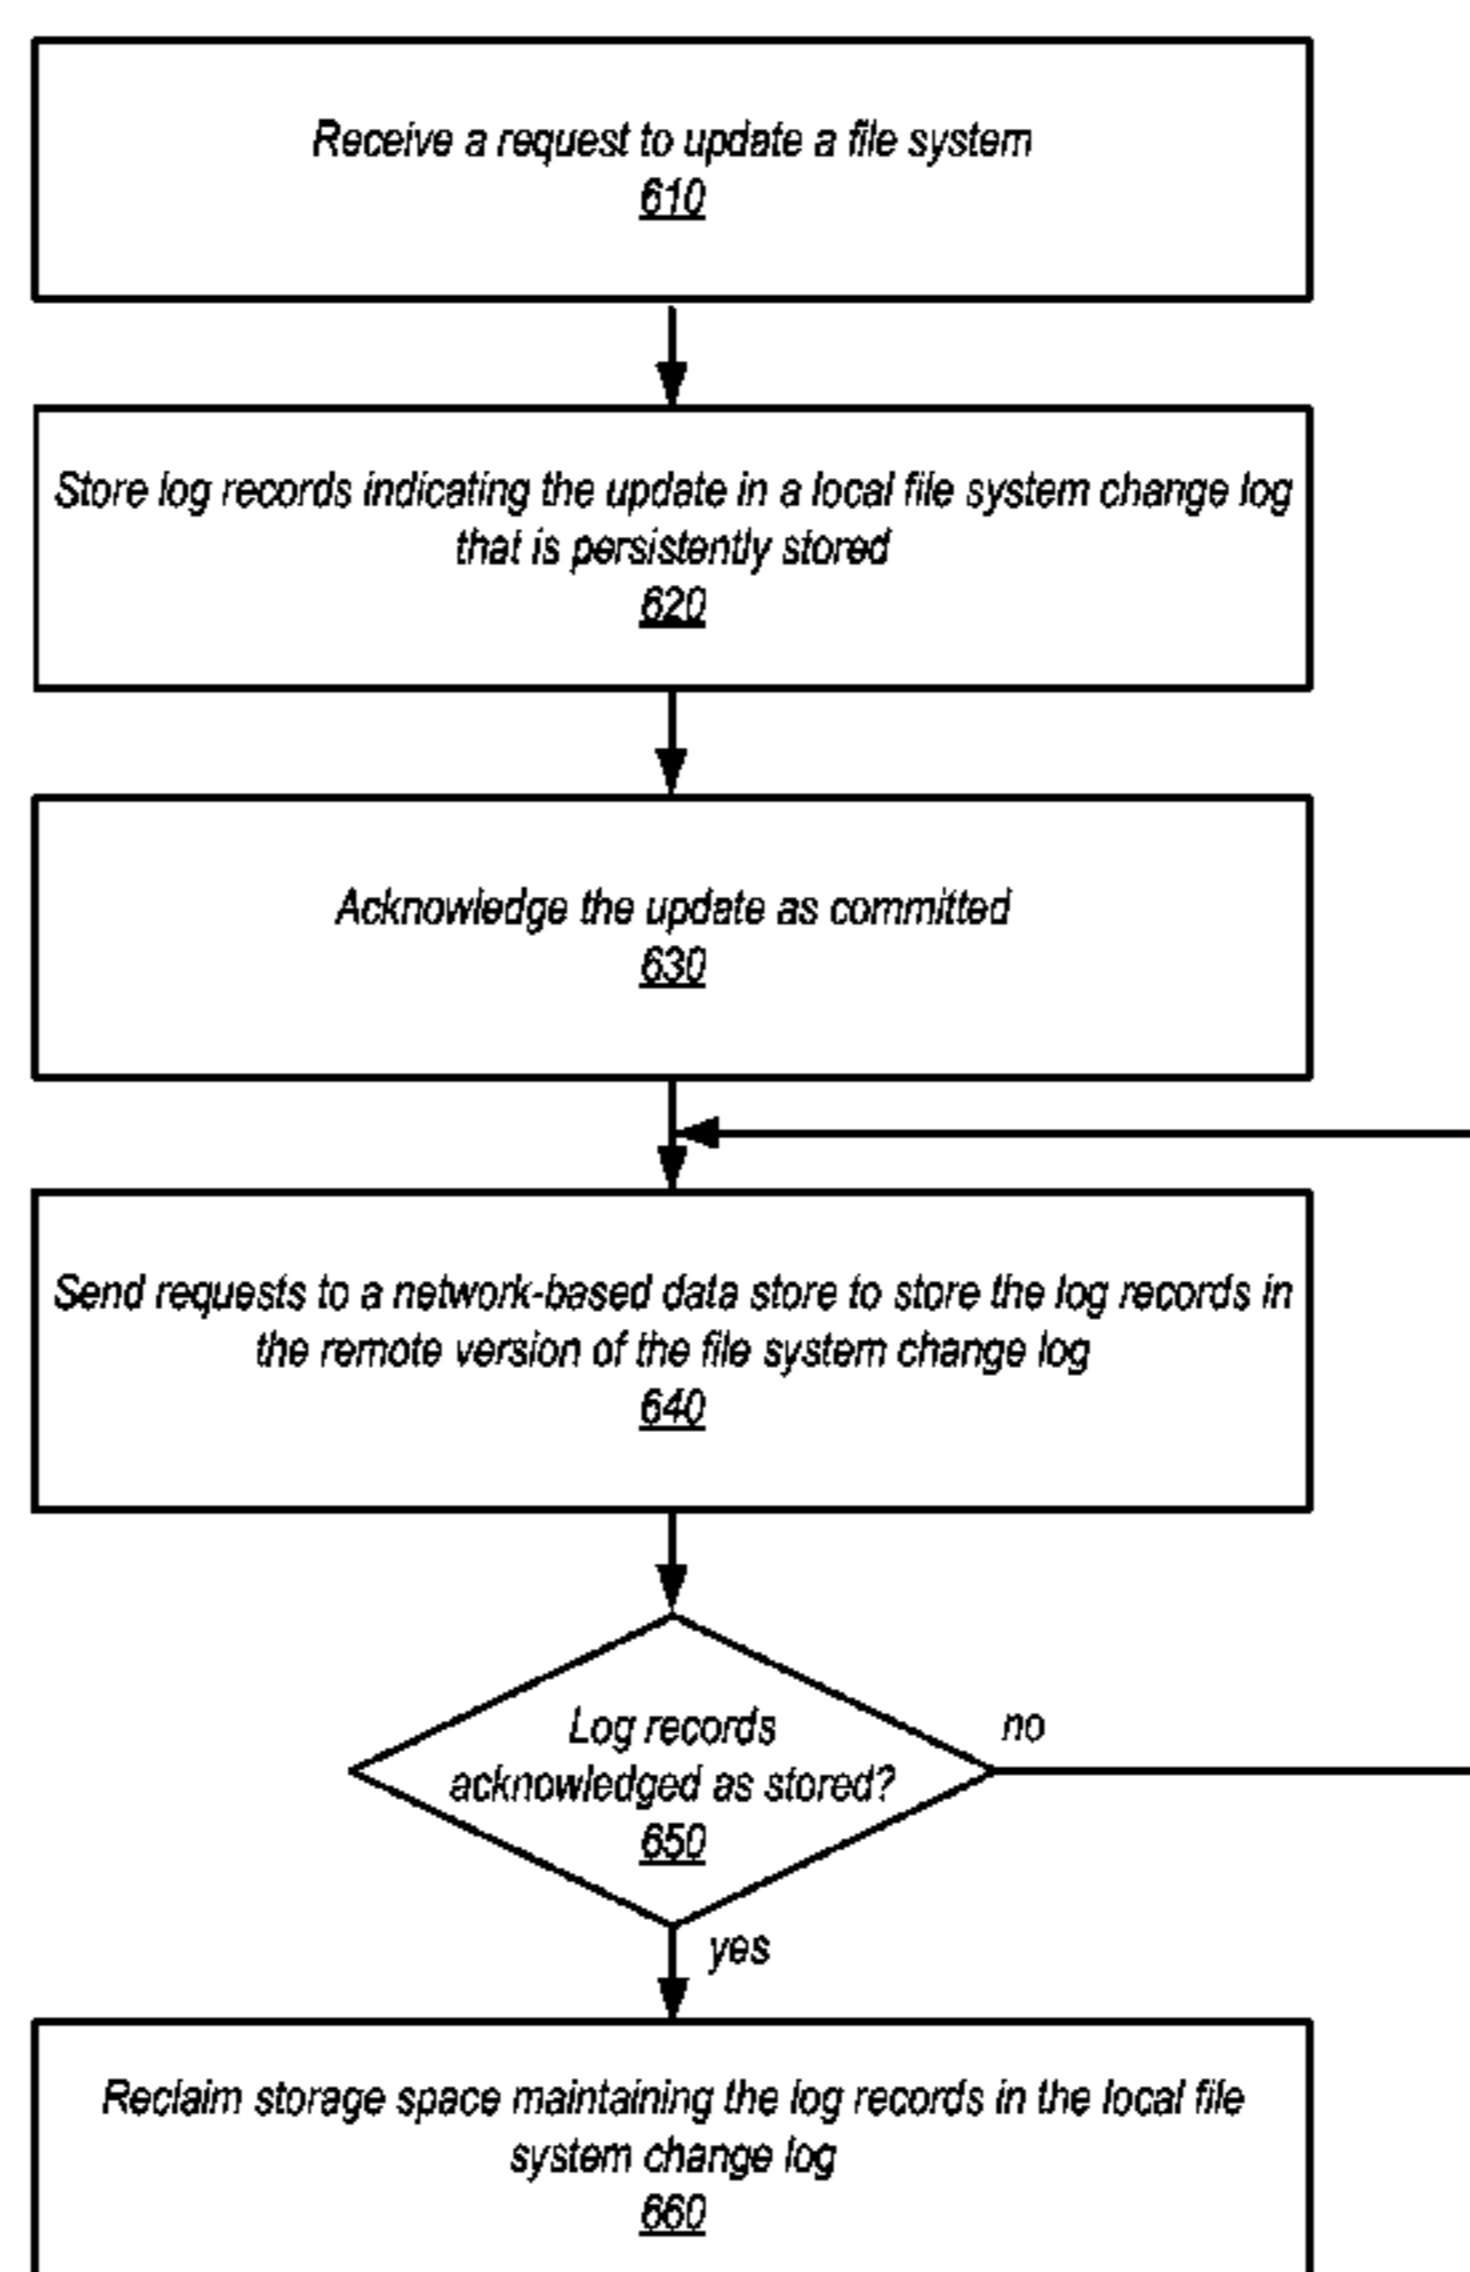 Receive a request to update a file system
610
Store log records indicating the update in a local file system change log
that is persistently stored
620
Acknowledge the update as committed
630
Send requests to a network-based data store to store the log records in
the remote version of the file system change log
640
Log records
acknowledged as stored?
650
no
yes
Reclaim storage space maintaining the log records in the local file
system change log
660